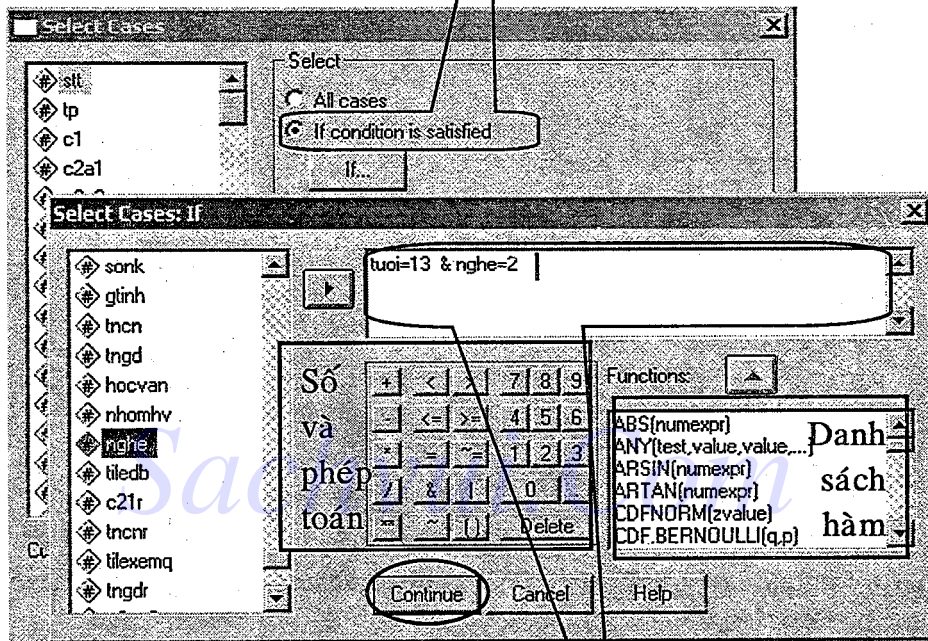 Select Cases
stt
tp
c1
c2a1
Select
All cases
If condition is satisfied
If...
Select Cases: If
sonk
gtinh
tncn
tngd
hocvan
nhomhv
nghe
tiledb
c21r
tncnr
tilexemq
tngdr
tuoi=13 & nghe=2
Số
và
phép
toán
+ < > 7 8 9
- <= >= 4 5 6
* = ~= 1 2 3
/ & | 0 .
** ~ () Delete
Functions:
ABS(numexpr)
ANY(test,value,value,...)
ARSIN(numexpr)
ARTAN(numexpr)
CDFNORM(zvalue)
CDF.BERNOULLI(q,p)
Danh
sách
hàm
Continue Cancel Help
Sachvui.Com